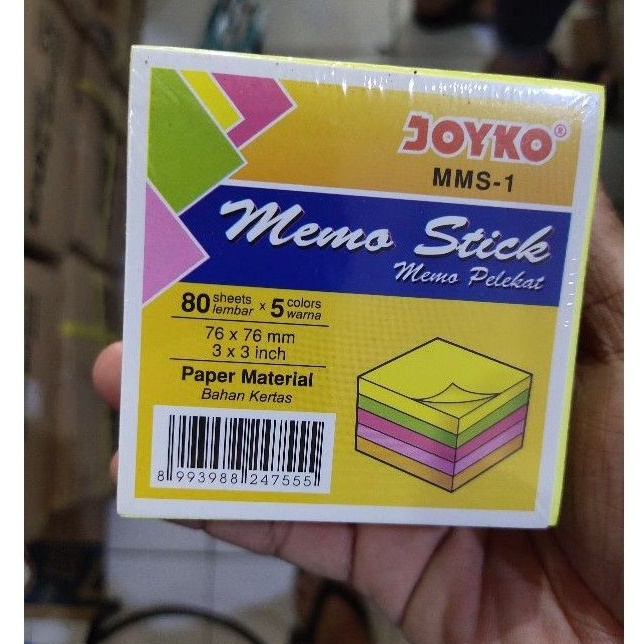 JOYKO®
MMS-1
Memo Stick
Memo Pelekat
80 sheets lembar x 5 colors warna
76 x 76 mm
3 x 3 inch
Paper Material
Bahan Kertas
8 993988 247555